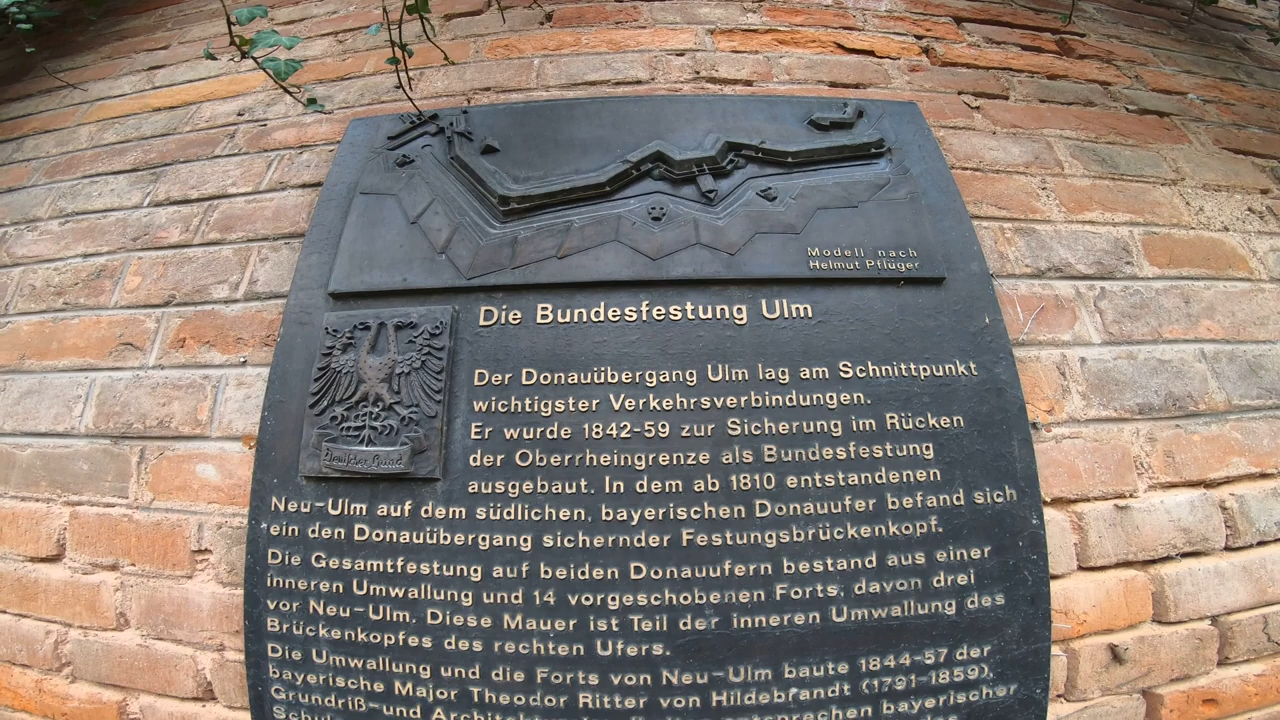 Modell nach
Helmut Pflüger
Die Bundesfestung Ulm
Deutscher Bund
Der Donauübergang Ulm lag am Schnittpunkt
wichtigster Verkehrsverbindungen.
Er wurde 1842-59 zur Sicherung im Rücken
der Oberrheingrenze als Bundesfestung
ausgebaut. In dem ab 1810 entstandenen
Neu-Ulm auf dem südlichen, bayerischen Donauufer befand sich
ein den Donauübergang sichernder Festungsbrückenkopf.
Die Gesamtfestung auf beiden Donauufern bestand aus einer
inneren Umwallung und 14 vorgeschobenen Forts, davon drei
vor Neu-Ulm. Diese Mauer ist Teil der inneren Umwallung des
Brückenkopfes des rechten Ufers.
Die Umwallung und die Forts von Neu-Ulm baute 1844-57 der
bayerische Major Theodor Ritter von Hildebrandt (1791-1859).
Grundriß-und entsprechen bayerischer